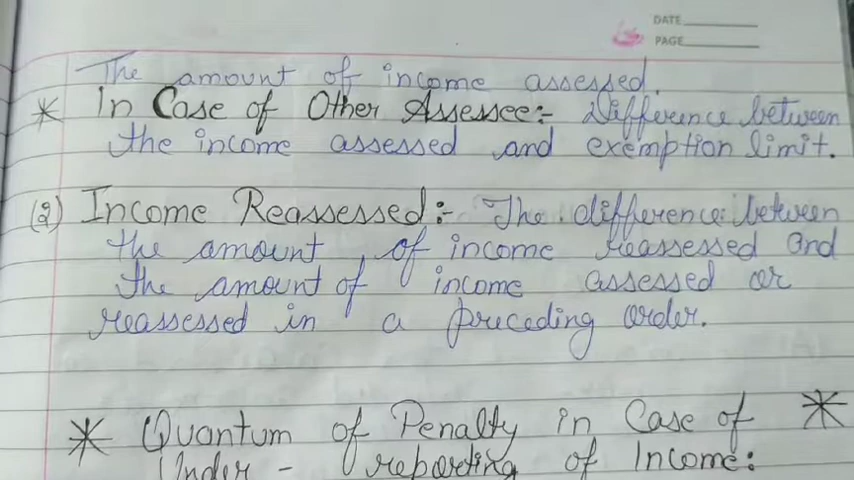 DATE
PAGE
The amount of income assessed.
* In Case of Other Assessee:- Difference between
the income assessed and exemption limit.
(2) Income Reassessed:- The difference between
the amount of income reassessed and
the amount of income assessed or
reassessed in a preceding order.
* Quantum of Penalty in Case of *
Under - reporting of Income: